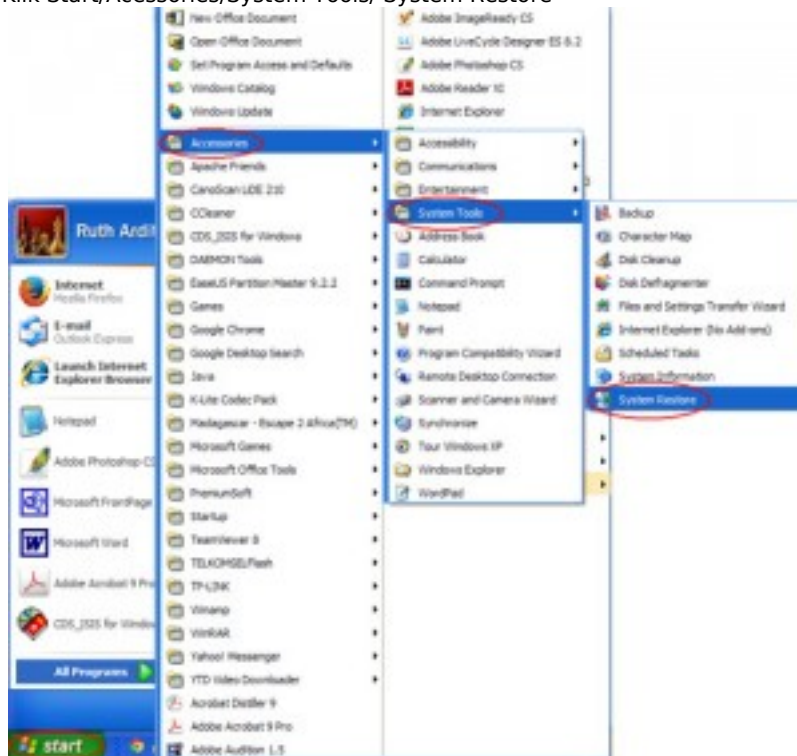 Klik Start/Accessories/System Tools/ System Restore
New Office Document
Open Office Document
Set Program Access and Defaults
Windows Catalog
Windows Update
Accessories
Apache Friends
CanoScan LiDE 210
CCleaner
CDS_ISIS for Windows
DAEMON Tools
EaseUS Partition Master 9.2.2
Games
Google Chrome
Google Desktop Search
Java
K-Lite Codec Pack
Madagascar - Escape 2 Africa(TM)
Microsoft Games
Microsoft Office Tools
PremiumSoft
Startup
TeamViewer 8
TELKOMSELFlash
TP-LINK
Winamp
WinRAR
Yahoo! Messenger
YTD Video Downloader
Acrobat Distiller 9
Adobe Acrobat 9 Pro
Adobe Audition 1.5
Adobe ImageReady CS
Adobe LiveCycle Designer ES 8.2
Adobe Photoshop CS
Adobe Reader XI
Internet Explorer
Accessibility
Communications
Entertainment
System Tools
Address Book
Calculator
Command Prompt
Notepad
Paint
Program Compatibility Wizard
Remote Desktop Connection
Scanner and Camera Wizard
Synchronize
Tour Windows XP
Windows Explorer
WordPad
Backup
Character Map
Disk Cleanup
Disk Defragmenter
Files and Settings Transfer Wizard
Internet Explorer (No Add-ons)
Scheduled Tasks
System Information
System Restore
Ruth Ardit
Internet
Mozilla Firefox
E-mail
Outlook Express
Launch Internet
Explorer Browser
Notepad
Adobe Photoshop CS
Microsoft FrontPage
Microsoft Word
Adobe Acrobat 9 Pro
CDS_ISIS for Window
All Programs
start